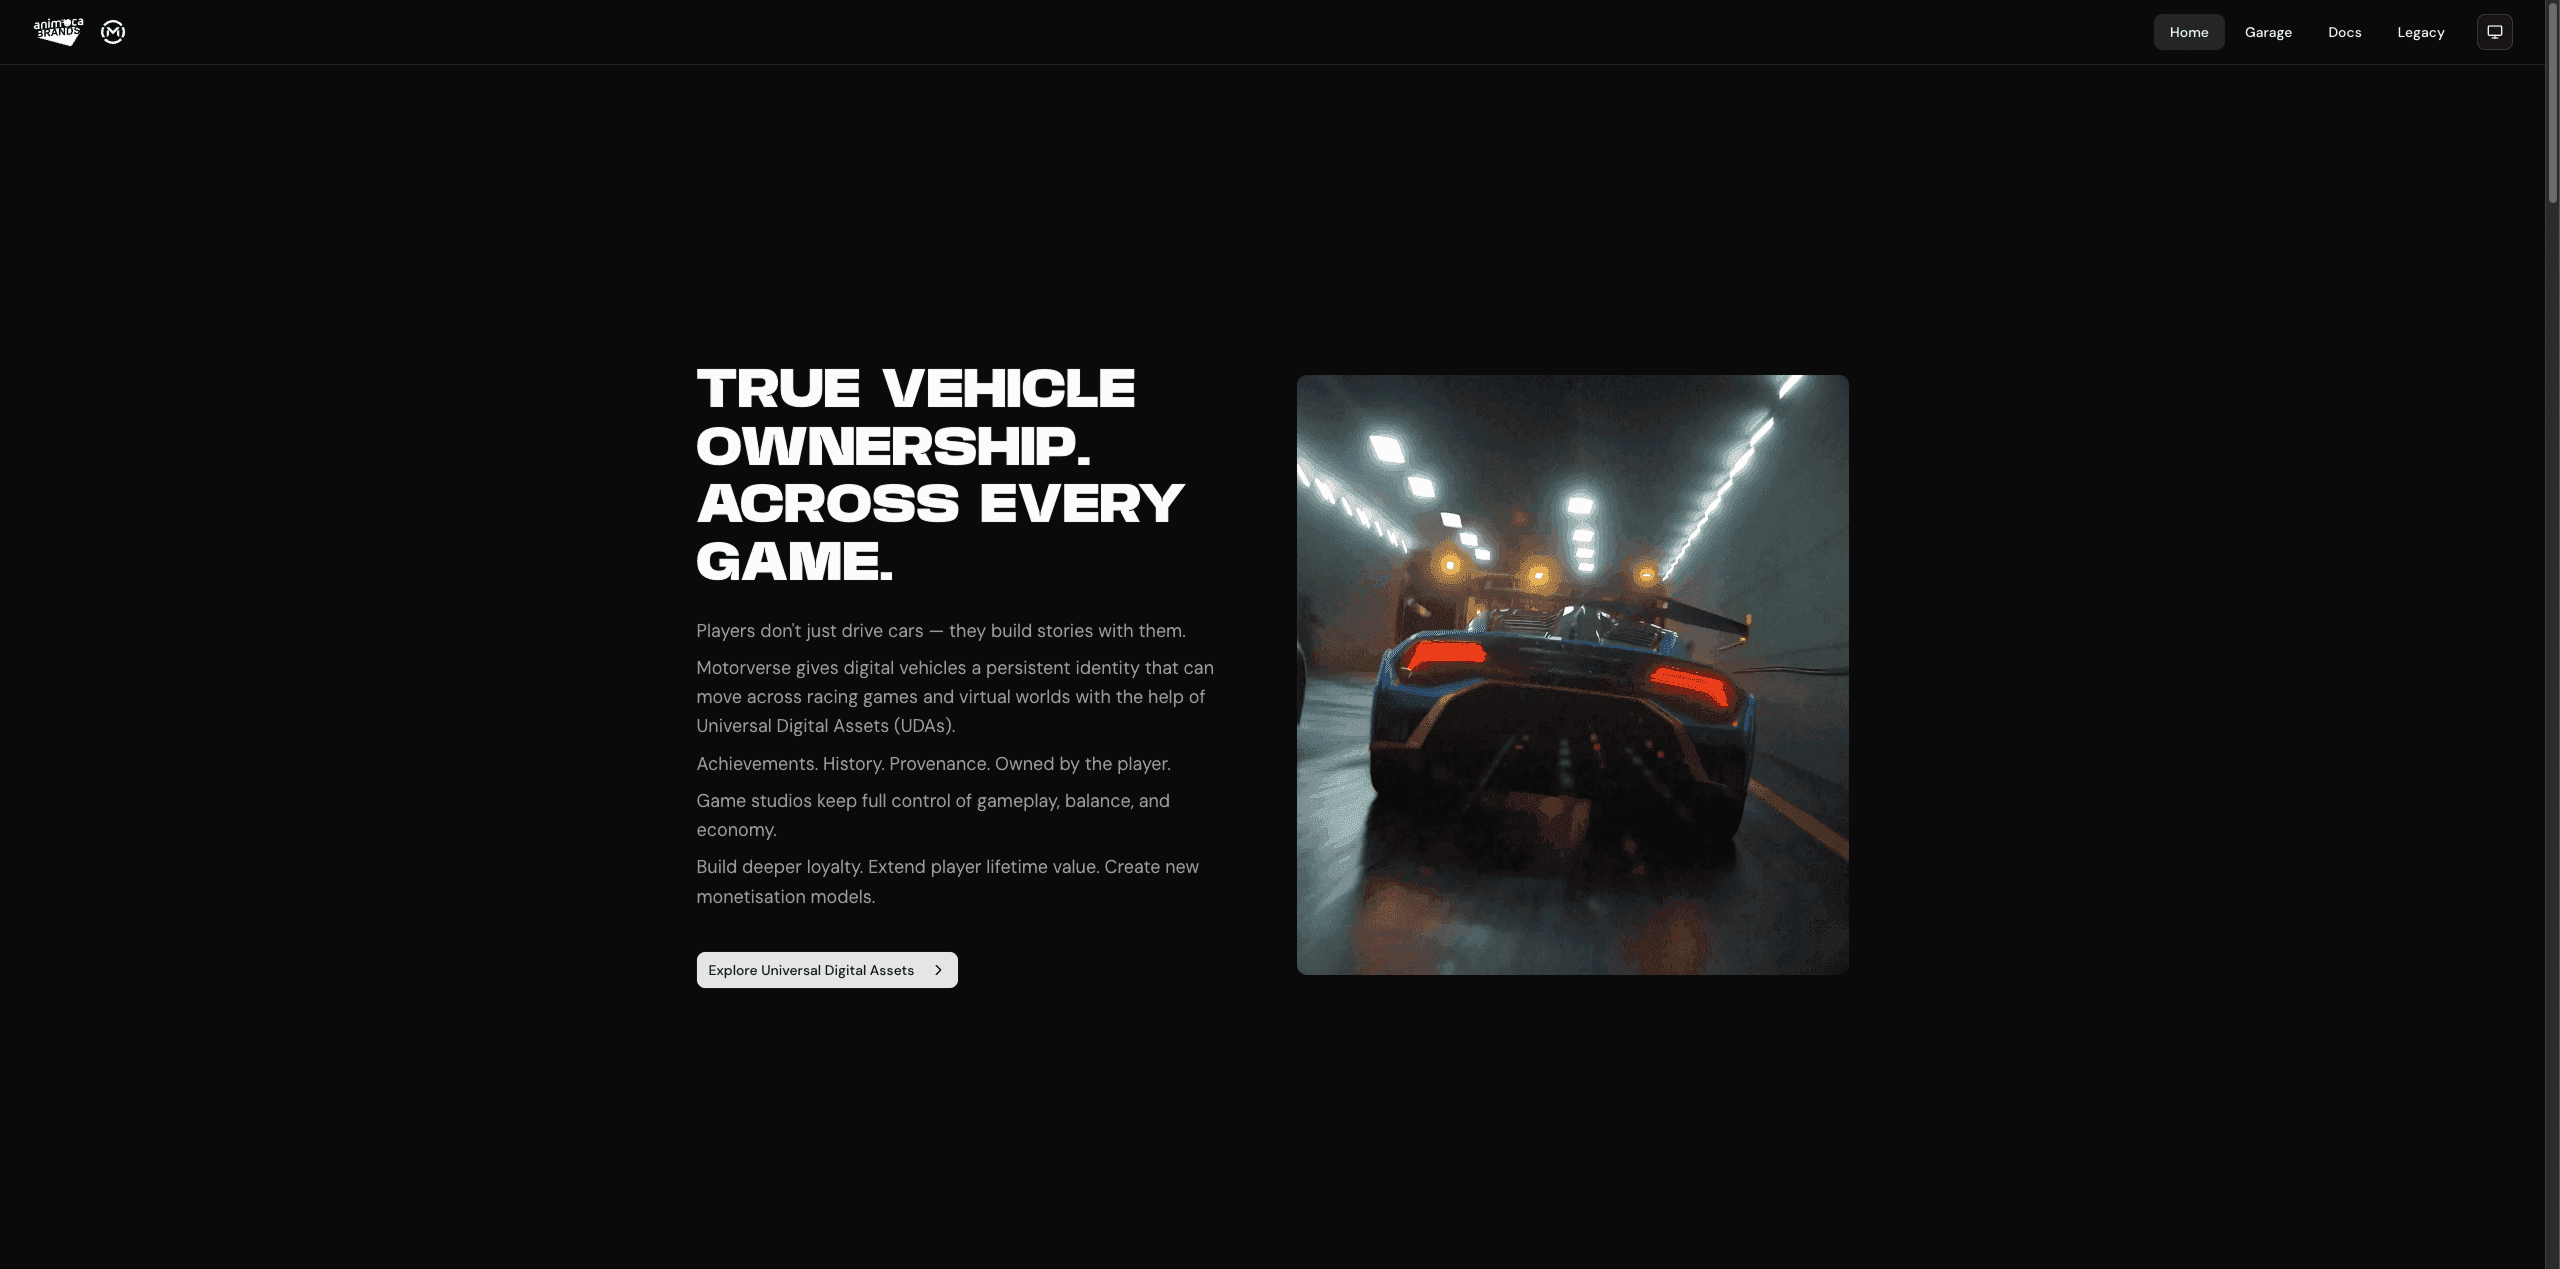 animoca
BRANDS
Home
Garage
Docs
Legacy
TRUE VEHICLE
OWNERSHIP.
ACROSS EVERY
GAME.
Players don't just drive cars — they build stories with them.
Motorverse gives digital vehicles a persistent identity that can
move across racing games and virtual worlds with the help of
Universal Digital Assets (UDAs).
Achievements. History. Provenance. Owned by the player.
Game studios keep full control of gameplay, balance, and
economy.
Build deeper loyalty. Extend player lifetime value. Create new
monetisation models.
Explore Universal Digital Assets